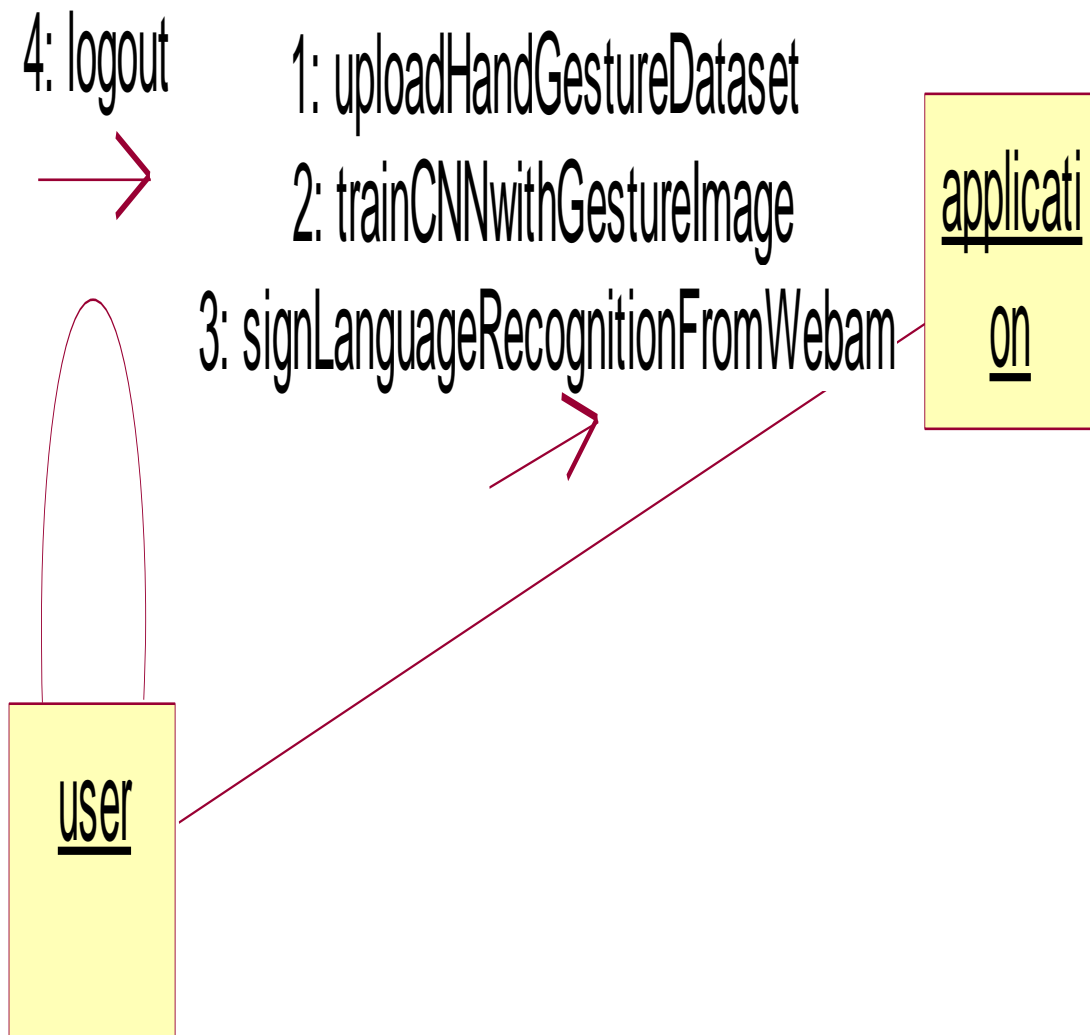 4: logout
1: uploadHandGestureDataset
2: trainCNNwithGestureImage
3: signLanguageRecognitionFromWebam
applicati
on
user